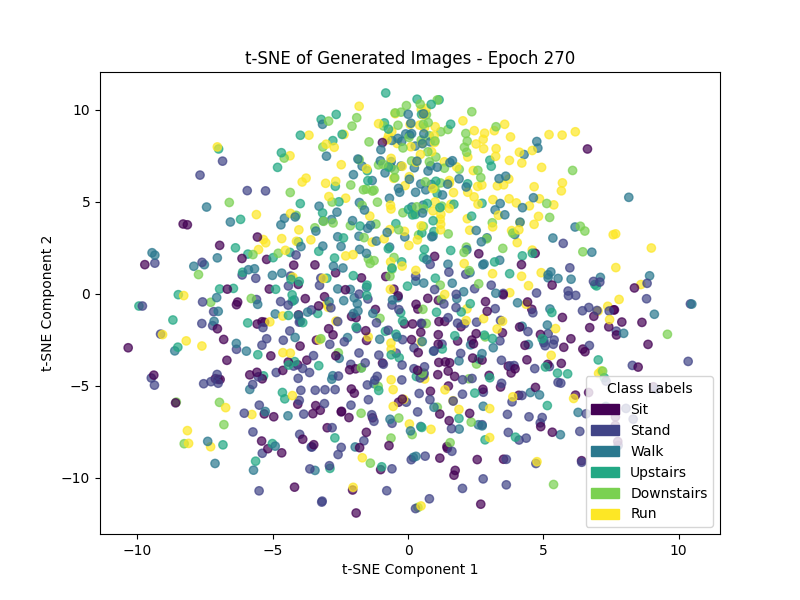 t-SNE of Generated Images - Epoch 270
t-SNE Component 2
10
5
0
−5
−10
Class Labels
Sit
Stand
Walk
Upstairs
Downstairs
Run
−10
−5
0
5
10
t-SNE Component 1